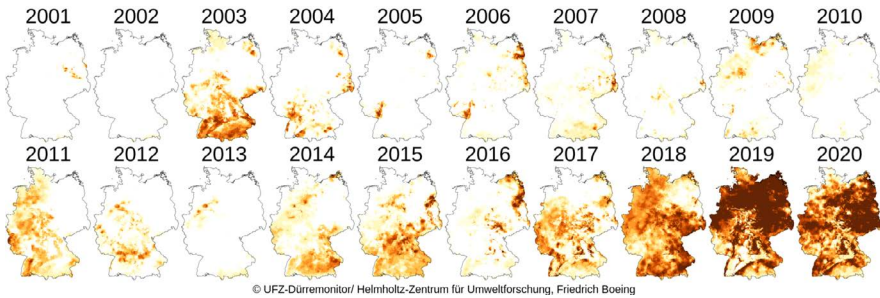 2001 2002 2003 2004 2005 2006 2007 2008 2009 2010
2011 2012 2013 2014 2015 2016 2017 2018 2019 2020
© UFZ-Dürremonitor/ Helmholtz-Zentrum für Umweltforschung, Friedrich Boeing